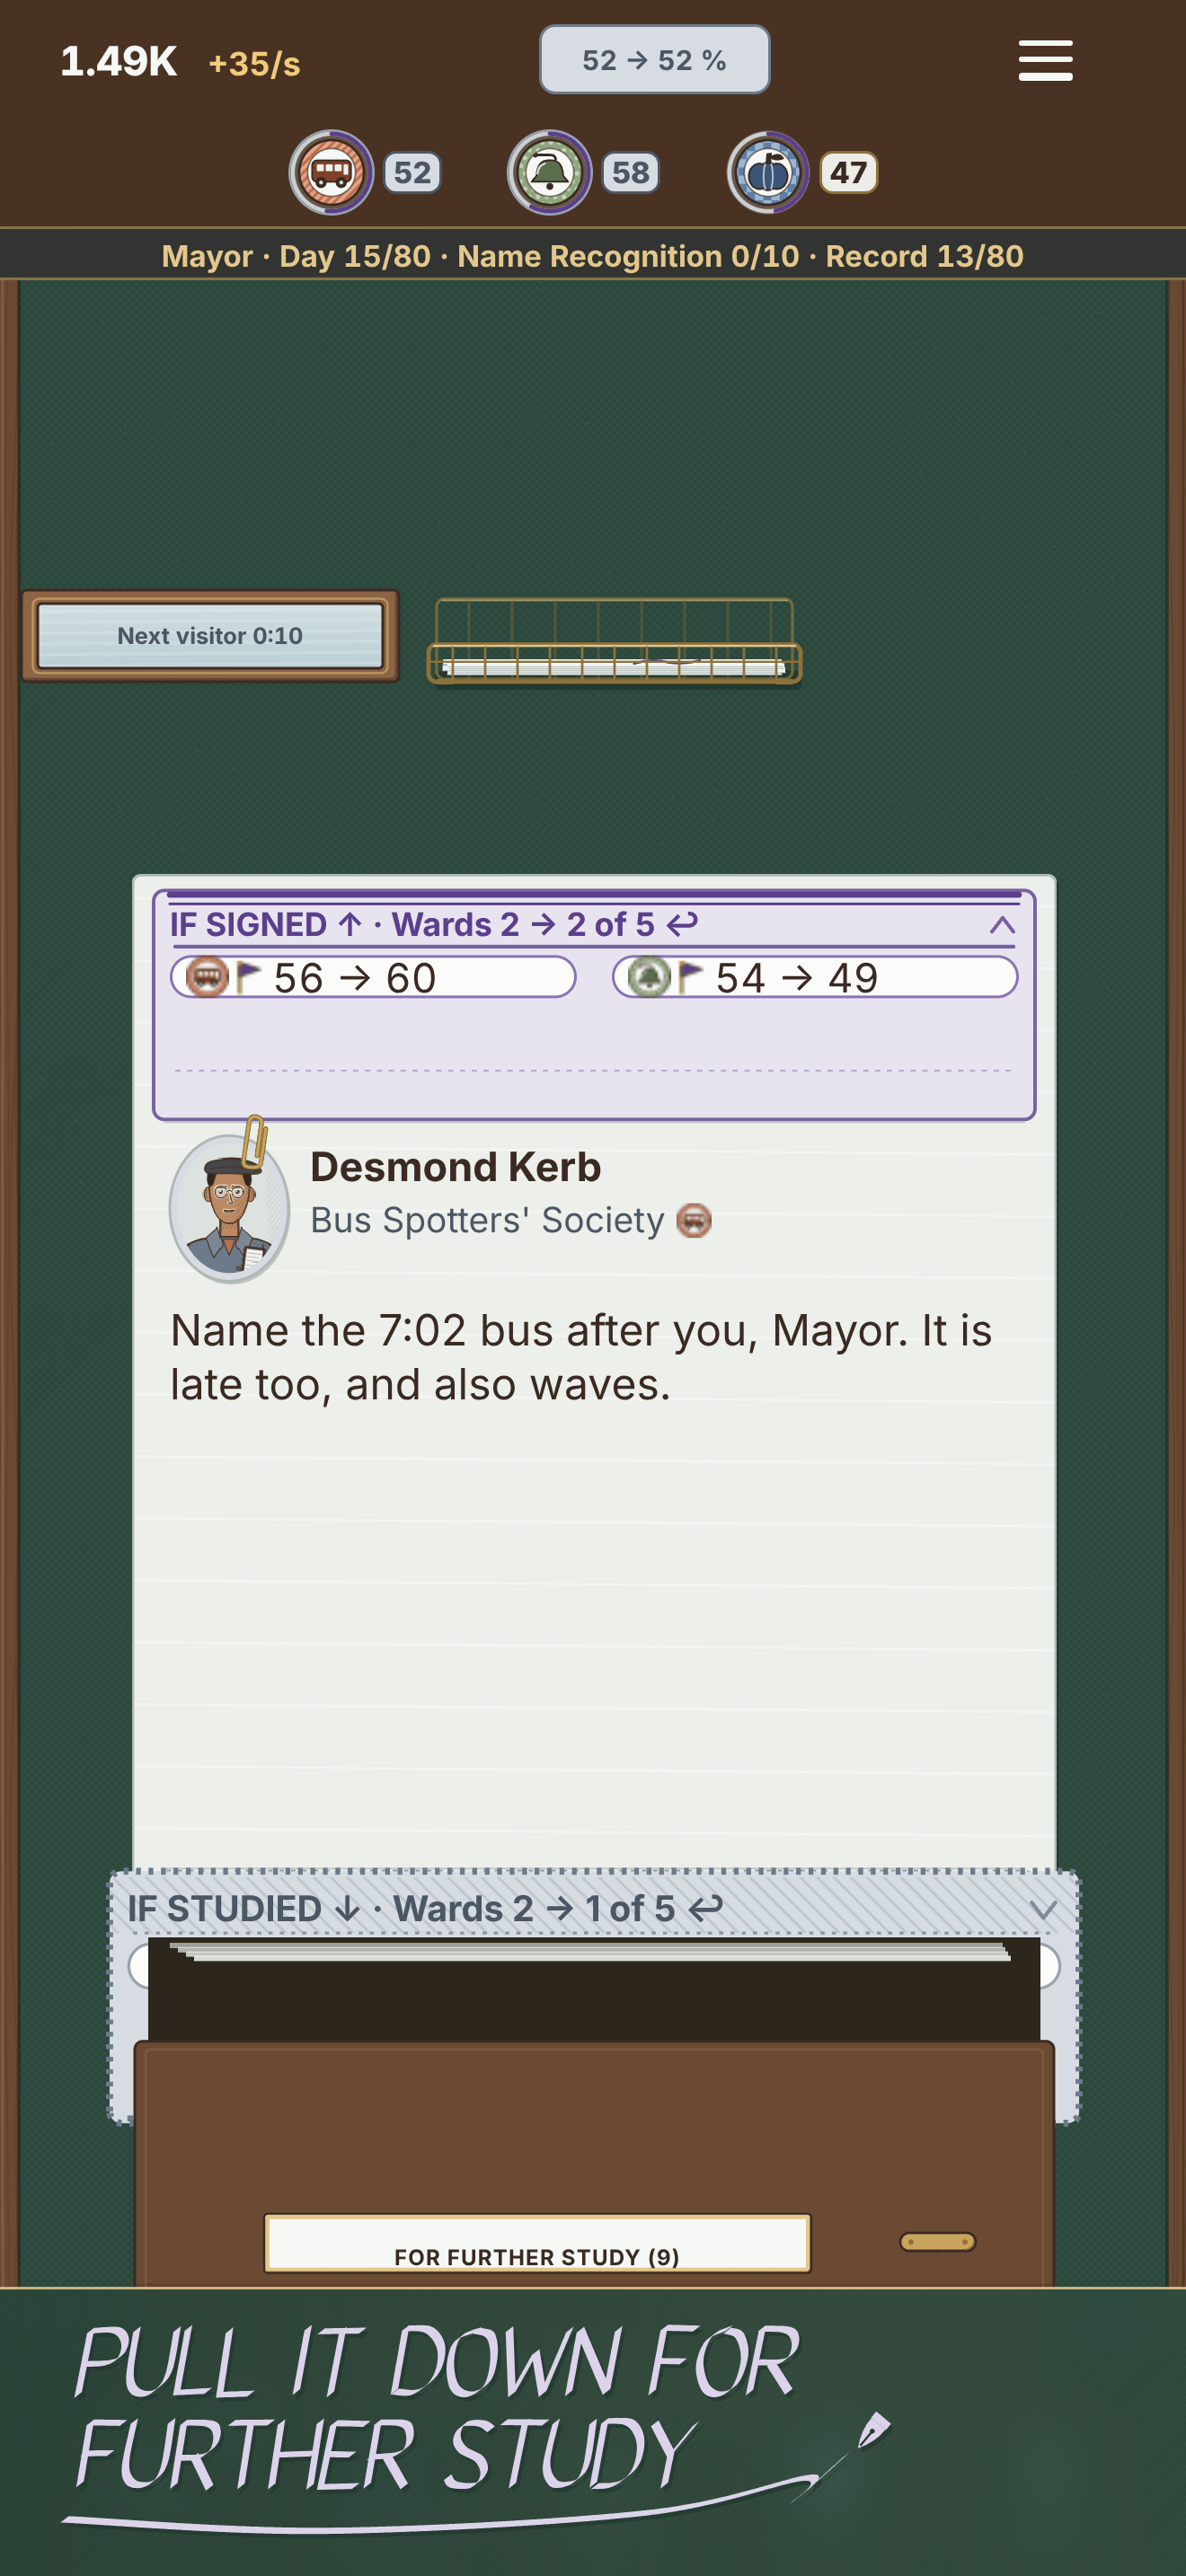 1.49K +35/s 52 → 52 %
52 58 47
Mayor · Day 15/80 · Name Recognition 0/10 · Record 13/80
Next visitor 0:10
IF SIGNED ↑ · Wards 2 → 2 of 5 ↩
56 → 60 54 → 49
Desmond Kerb
Bus Spotters' Society
Name the 7:02 bus after you, Mayor. It is
late too, and also waves.
IF STUDIED ↓ · Wards 2 → 1 of 5 ↩
FOR FURTHER STUDY (9)
PULL IT DOWN FOR
FURTHER STUDY